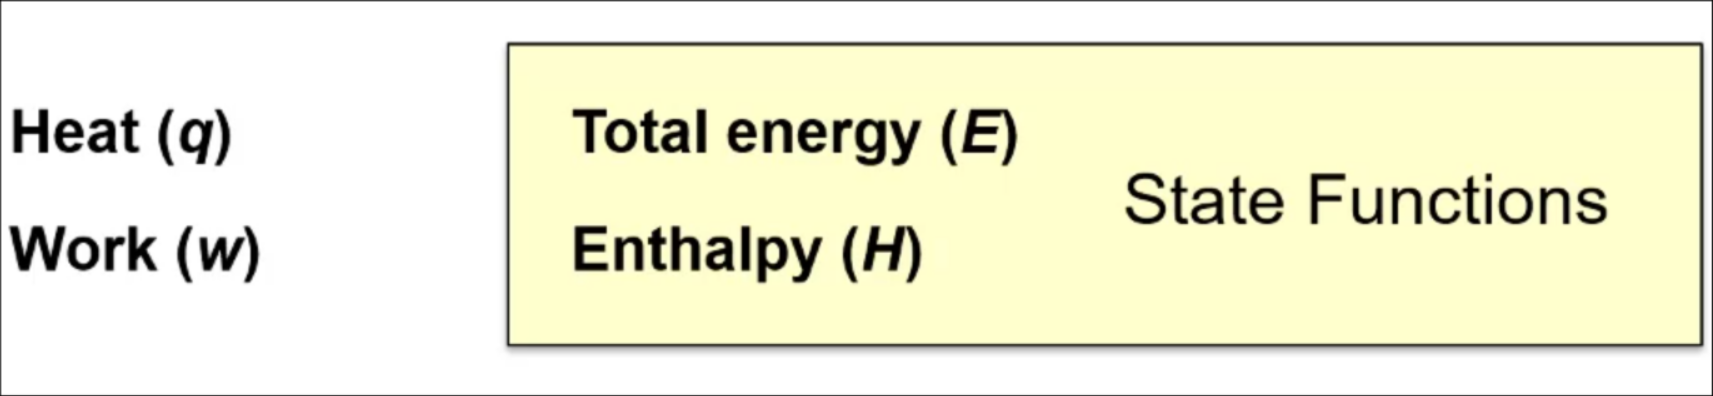 Heat (q)
Total energy (E)
State Functions
Work (w)
Enthalpy (H)